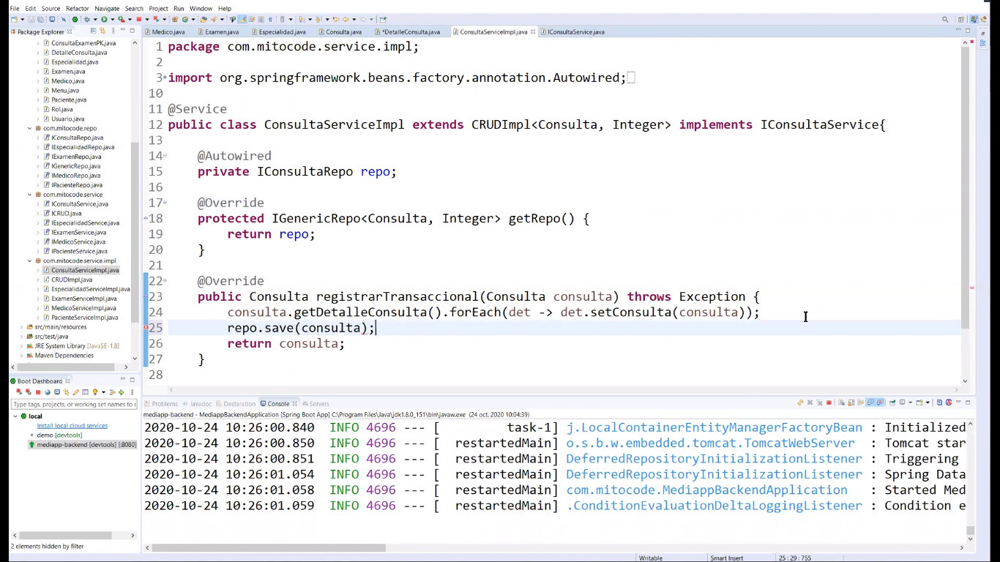 File Edit Source Refactor Navigate Search Project Run Window Help
Package Explorer
Medico.java Examen.java Especialidad.java Consulta.java *DetalleConsulta.java ConsultaServiceImpl.java IConsultaService.java
ConsultaExamenPK.java
DetalleConsulta.java
Especialidad.java
Examen.java
Medico.java
Menu.java
Paciente.java
Rol.java
Usuario.java
com.mitocode.repo
IConsultaRepo.java
IEspecialidadRepo.java
IExamenRepo.java
IGenericRepo.java
IMedicoRepo.java
IPacienteRepo.java
com.mitocode.service
IConsultaService.java
ICRUD.java
IEspecialidadService.java
IExamenService.java
IMedicoService.java
IPacienteService.java
com.mitocode.service.impl
ConsultaServiceImpl.java
CRUDImpl.java
EspecialidadServiceImpl.java
ExamenServiceImpl.java
MedicoServiceImpl.java
PacienteServiceImpl.java
src/main/resources
src/test/java
JRE System Library [JavaSE-1.8]
Maven Dependencies
1 package com.mitocode.service.impl;
2
3 import org.springframework.beans.factory.annotation.Autowired;
10
11 @Service
12 public class ConsultaServiceImpl extends CRUDImpl<Consulta, Integer> implements IConsultaService{
13
14 @Autowired
15 private IConsultaRepo repo;
16
17 @Override
18 protected IGenericRepo<Consulta, Integer> getRepo() {
19 return repo;
20 }
21
22 @Override
23 public Consulta registrarTransaccional(Consulta consulta) throws Exception {
24 consulta.getDetalleConsulta().forEach(det -> det.setConsulta(consulta));
25 repo.save(consulta);
26 return consulta;
27 }
28
Boot Dashboard
Type tags, projects, or working set names to r
local
Install local cloud services
demo [devtools]
mediapp-backend [devtools] [:8080]
2 elements hidden by filter
Problems Javadoc Declaration Console Servers
mediapp-backend - MediappBackendApplication [Spring Boot App] C:\Program Files\Java\jdk1.8.0_151\bin\javaw.exe (24 oct. 2020 10:04:39)
2020-10-24 10:26:00.840 INFO 4696 --- [ task-1] j.LocalContainerEntityManagerFactoryBean : Initialized
2020-10-24 10:26:00.850 INFO 4696 --- [ restartedMain] o.s.b.w.embedded.tomcat.TomcatWebServer : Tomcat star
2020-10-24 10:26:00.851 INFO 4696 --- [ restartedMain] DeferredRepositoryInitializationListener : Triggering
2020-10-24 10:26:01.054 INFO 4696 --- [ restartedMain] DeferredRepositoryInitializationListener : Spring Data
2020-10-24 10:26:01.058 INFO 4696 --- [ restartedMain] com.mitocode.MediappBackendApplication : Started Med
2020-10-24 10:26:01.059 INFO 4696 --- [ restartedMain] .ConditionEvaluationDeltaLoggingListener : Condition e
Writable Smart Insert 25 : 29 : 755